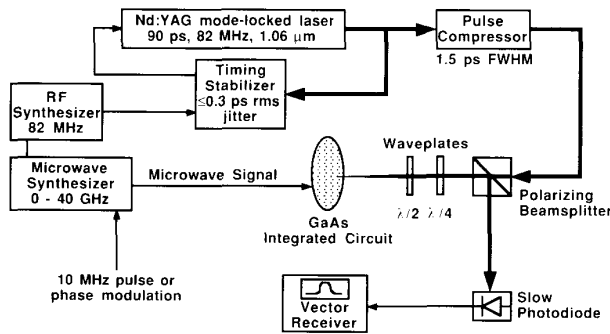 Nd:YAG mode-locked laser
90 ps, 82 MHz, 1.06 μm
Pulse
Compressor
1.5 ps FWHM
Timing
Stabilizer
≤0.3 ps rms
jitter
RF
Synthesizer
82 MHz
Microwave
Synthesizer
0 - 40 GHz
Microwave Signal
Waveplates
λ/2 λ/4
Polarizing
Beamsplitter
GaAs
Integrated Circuit
10 MHz pulse or
phase modulation
Vector
Receiver
Slow
Photodiode